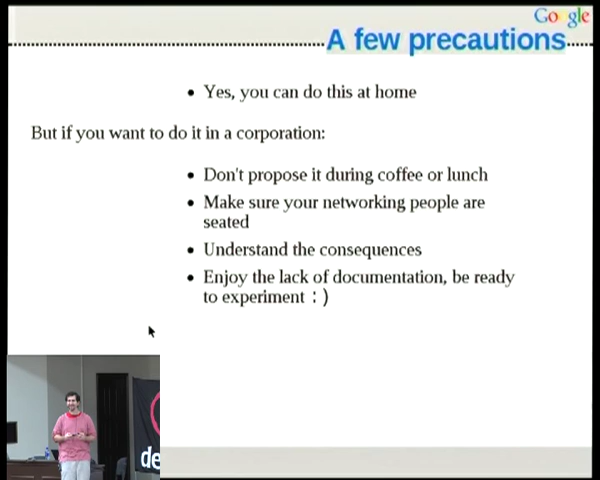 Google
A few precautions
Yes, you can do this at home
But if you want to do it in a corporation:
Don't propose it during coffee or lunch
Make sure your networking people are
seated
Understand the consequences
Enjoy the lack of documentation, be ready
to experiment : )
de